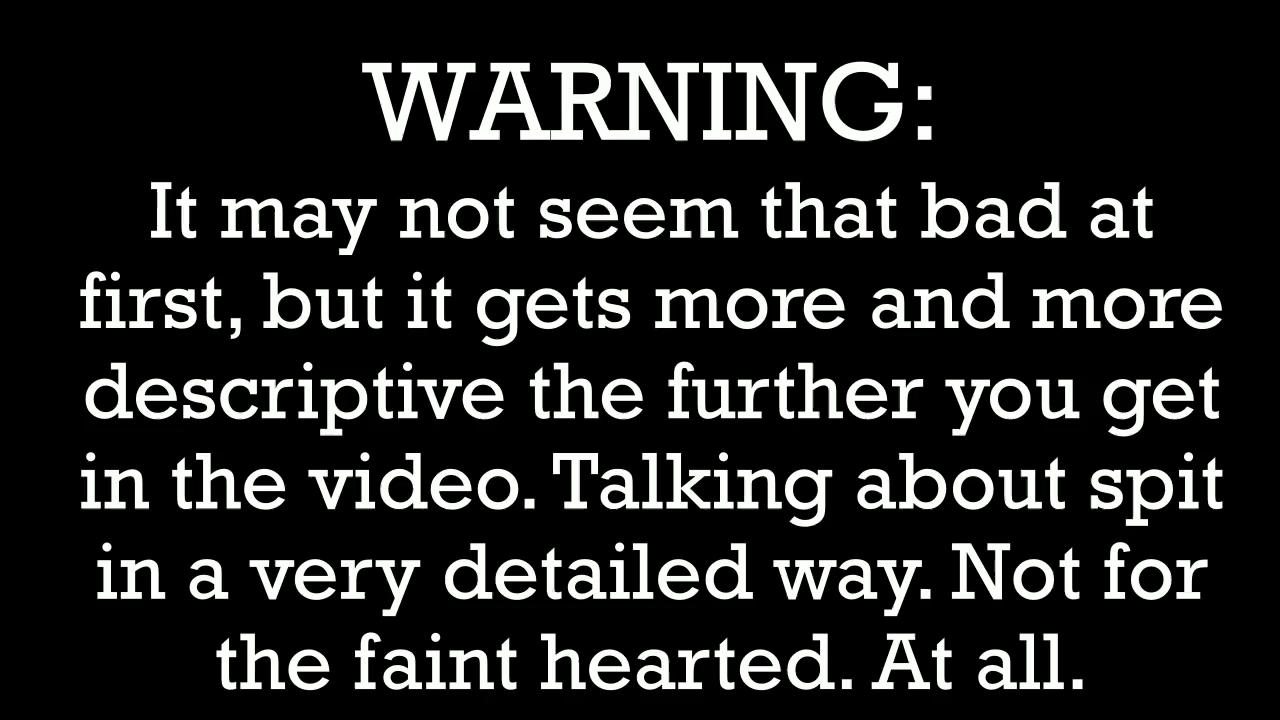 WARNING:
It may not seem that bad at
first, but it gets more and more
descriptive the further you get
in the video. Talking about spit
in a very detailed way. Not for
the faint hearted. At all.